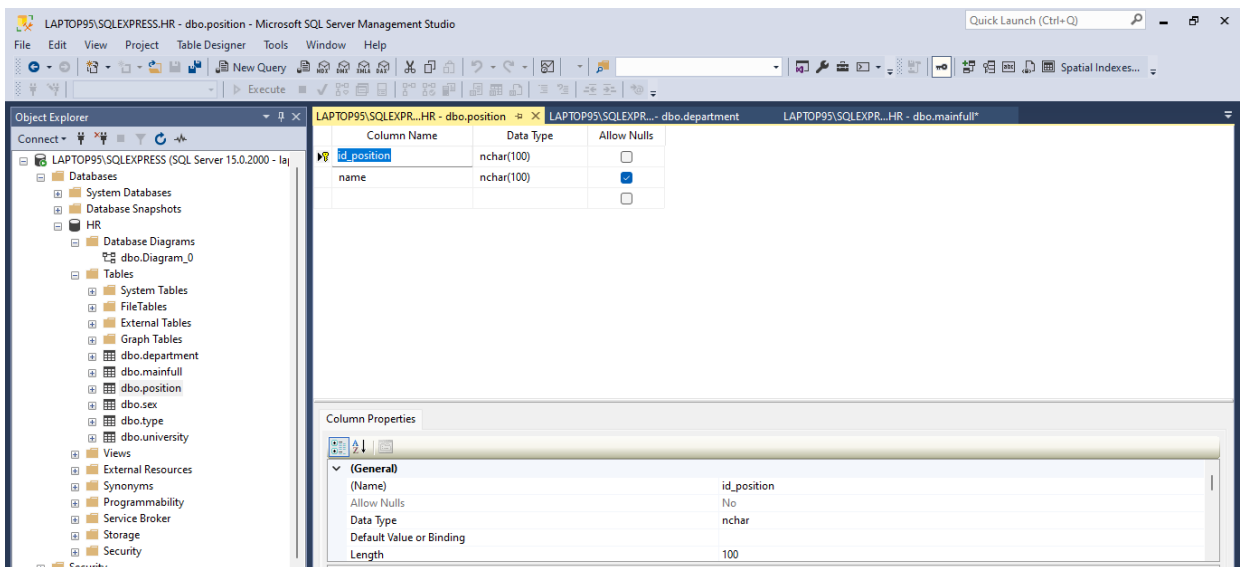 LAPTOP95\SQLEXPRESS.HR - dbo.position - Microsoft SQL Server Management Studio
Quick Launch (Ctrl+Q)
File Edit View Project Table Designer Tools Window Help
New Query
Spatial Indexes...
Execute
Object Explorer
LAPTOP95\SQLEXPR...HR - dbo.position
LAPTOP95\SQLEXPR...- dbo.department
LAPTOP95\SQLEXPR...HR - dbo.mainfull*
Connect
LAPTOP95\SQLEXPRESS (SQL Server 15.0.2000 - lap
Databases
System Databases
Database Snapshots
HR
Database Diagrams
dbo.Diagram_0
Tables
System Tables
FileTables
External Tables
Graph Tables
dbo.department
dbo.mainfull
dbo.position
dbo.sex
dbo.type
dbo.university
Views
External Resources
Synonyms
Programmability
Service Broker
Storage
Security
Security
Column Name Data Type Allow Nulls
id_position nchar(100)
name nchar(100)
Column Properties
(General)
(Name) id_position
Allow Nulls No
Data Type nchar
Default Value or Binding
Length 100